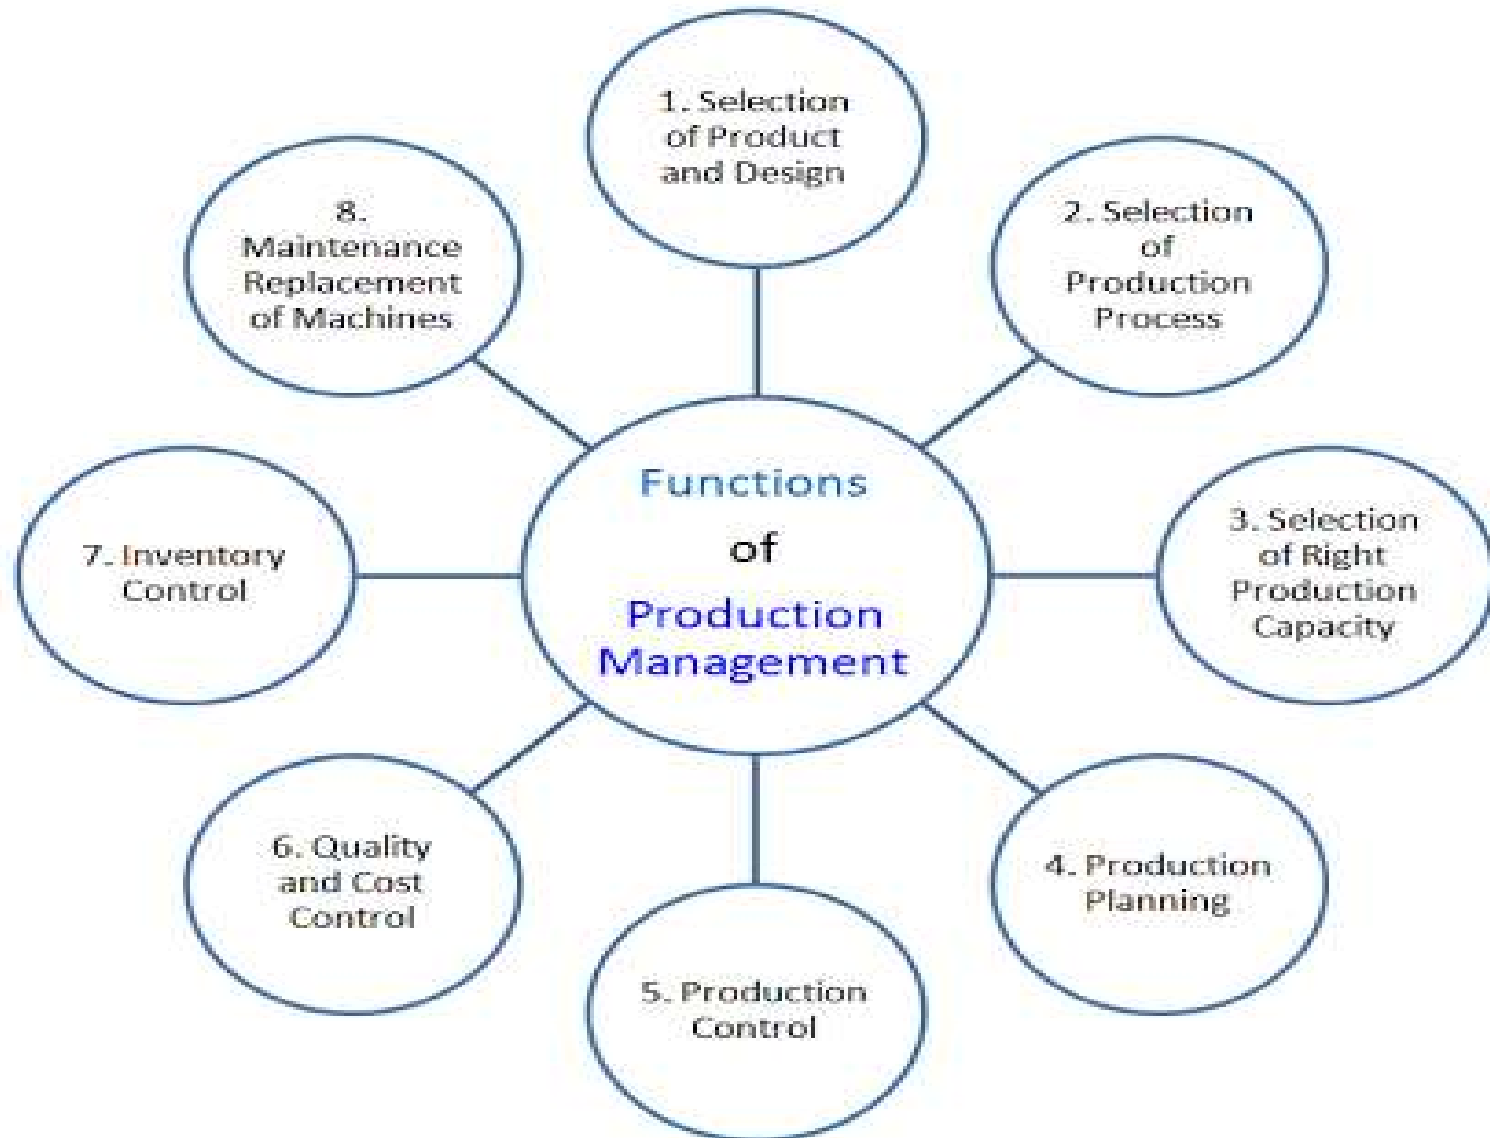 1. Selection
of Product
and Design
2. Selection
of
Production
Process
3. Selection
of Right
Production
Capacity
4. Production
Planning
5. Production
Control
6. Quality
and Cost
Control
7. Inventory
Control
8.
Maintenance
Replacement
of Machines
Functions
of
Production
Management